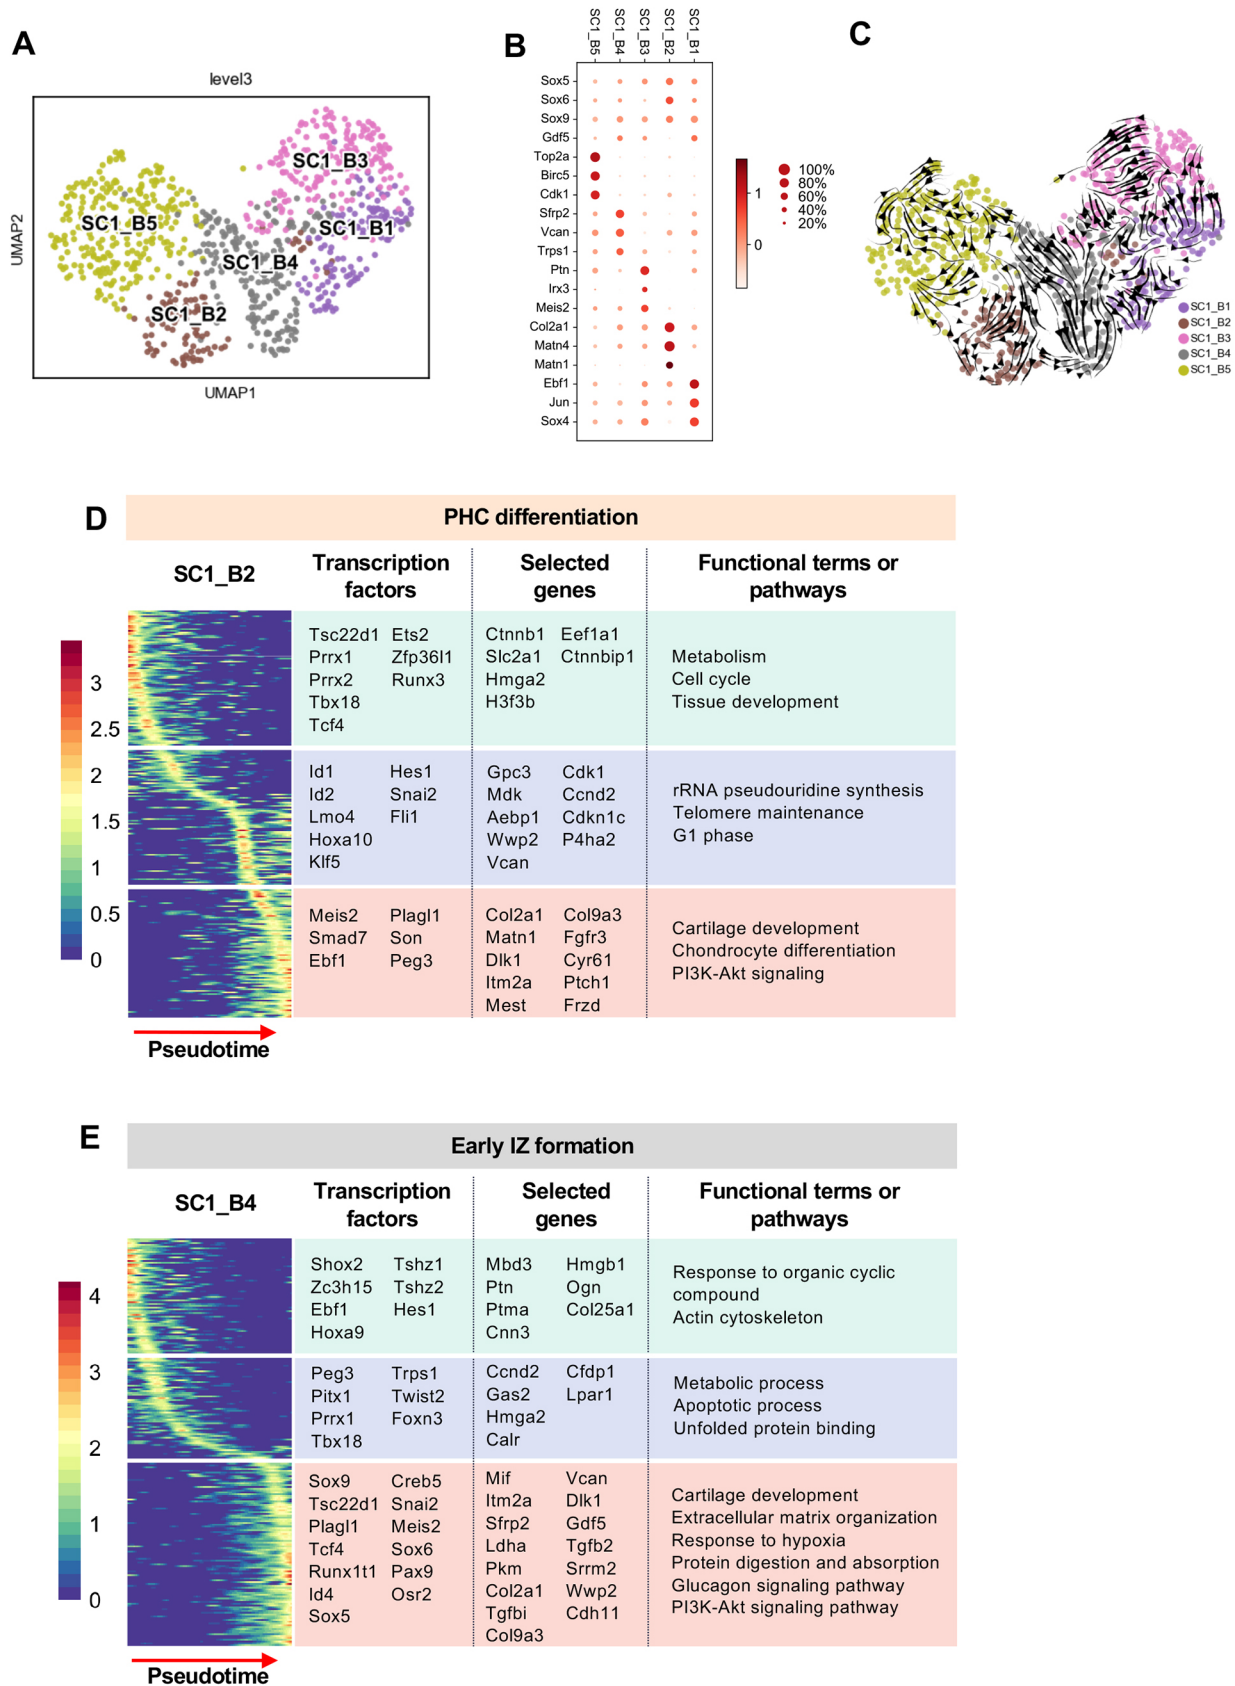 A
level3
SC1_B3
SC1_B5
SC1_B1
SC1_B4
SC1_B2
UMAP2
UMAP1
B
SC1_B5
SC1_B4
SC1_B3
SC1_B2
SC1_B1
Sox5
Sox6
Sox9
Gdf5
Top2a
Birc5
Cdk1
Sfrp2
Vcan
Trps1
Ptn
Irx3
Meis2
Col2a1
Matn4
Matn1
Ebf1
Jun
Sox4
1
0
100%
80%
60%
40%
20%
C
SC1_B1
SC1_B2
SC1_B3
SC1_B4
SC1_B5
D
PHC differentiation
SC1_B2
Transcription factors
Selected genes
Functional terms or pathways
3
2.5
2
1.5
1
0.5
0
Tsc22d1 Ets2
Prrx1 Zfp36l1
Prrx2 Runx3
Tbx18
Tcf4
Ctnnb1 Eef1a1
Slc2a1 Ctnnbip1
Hmga2
H3f3b
Metabolism
Cell cycle
Tissue development
Id1 Hes1
Id2 Snai2
Lmo4 Fli1
Hoxa10
Klf5
Gpc3 Cdk1
Mdk Ccnd2
Aebp1 Cdkn1c
Wwp2 P4ha2
Vcan
rRNA pseudouridine synthesis
Telomere maintenance
G1 phase
Meis2 Plagl1
Smad7 Son
Ebf1 Peg3
Col2a1 Col9a3
Matn1 Fgfr3
Dlk1 Cyr61
Itm2a Ptch1
Mest Frzd
Cartilage development
Chondrocyte differentiation
PI3K-Akt signaling
Pseudotime
E
Early IZ formation
SC1_B4
Transcription factors
Selected genes
Functional terms or pathways
4
3
2
1
0
Shox2 Tshz1
Zc3h15 Tshz2
Ebf1 Hes1
Hoxa9
Mbd3 Hmgb1
Ptn Ogn
Ptma Col25a1
Cnn3
Response to organic cyclic
compound
Actin cytoskeleton
Peg3 Trps1
Pitx1 Twist2
Prrx1 Foxn3
Tbx18
Ccnd2 Cfdp1
Gas2 Lpar1
Hmga2
Calr
Metabolic process
Apoptotic process
Unfolded protein binding
Sox9 Creb5
Tsc22d1 Snai2
Plagl1 Meis2
Tcf4 Sox6
Runx1t1 Pax9
Id4 Osr2
Sox5
Mif Vcan
Itm2a Dlk1
Sfrp2 Gdf5
Ldha Tgfb2
Pkm Srrm2
Col2a1 Wwp2
Tgfbi Cdh11
Col9a3
Cartilage development
Extracellular matrix organization
Response to hypoxia
Protein digestion and absorption
Glucagon signaling pathway
PI3K-Akt signaling pathway
Pseudotime